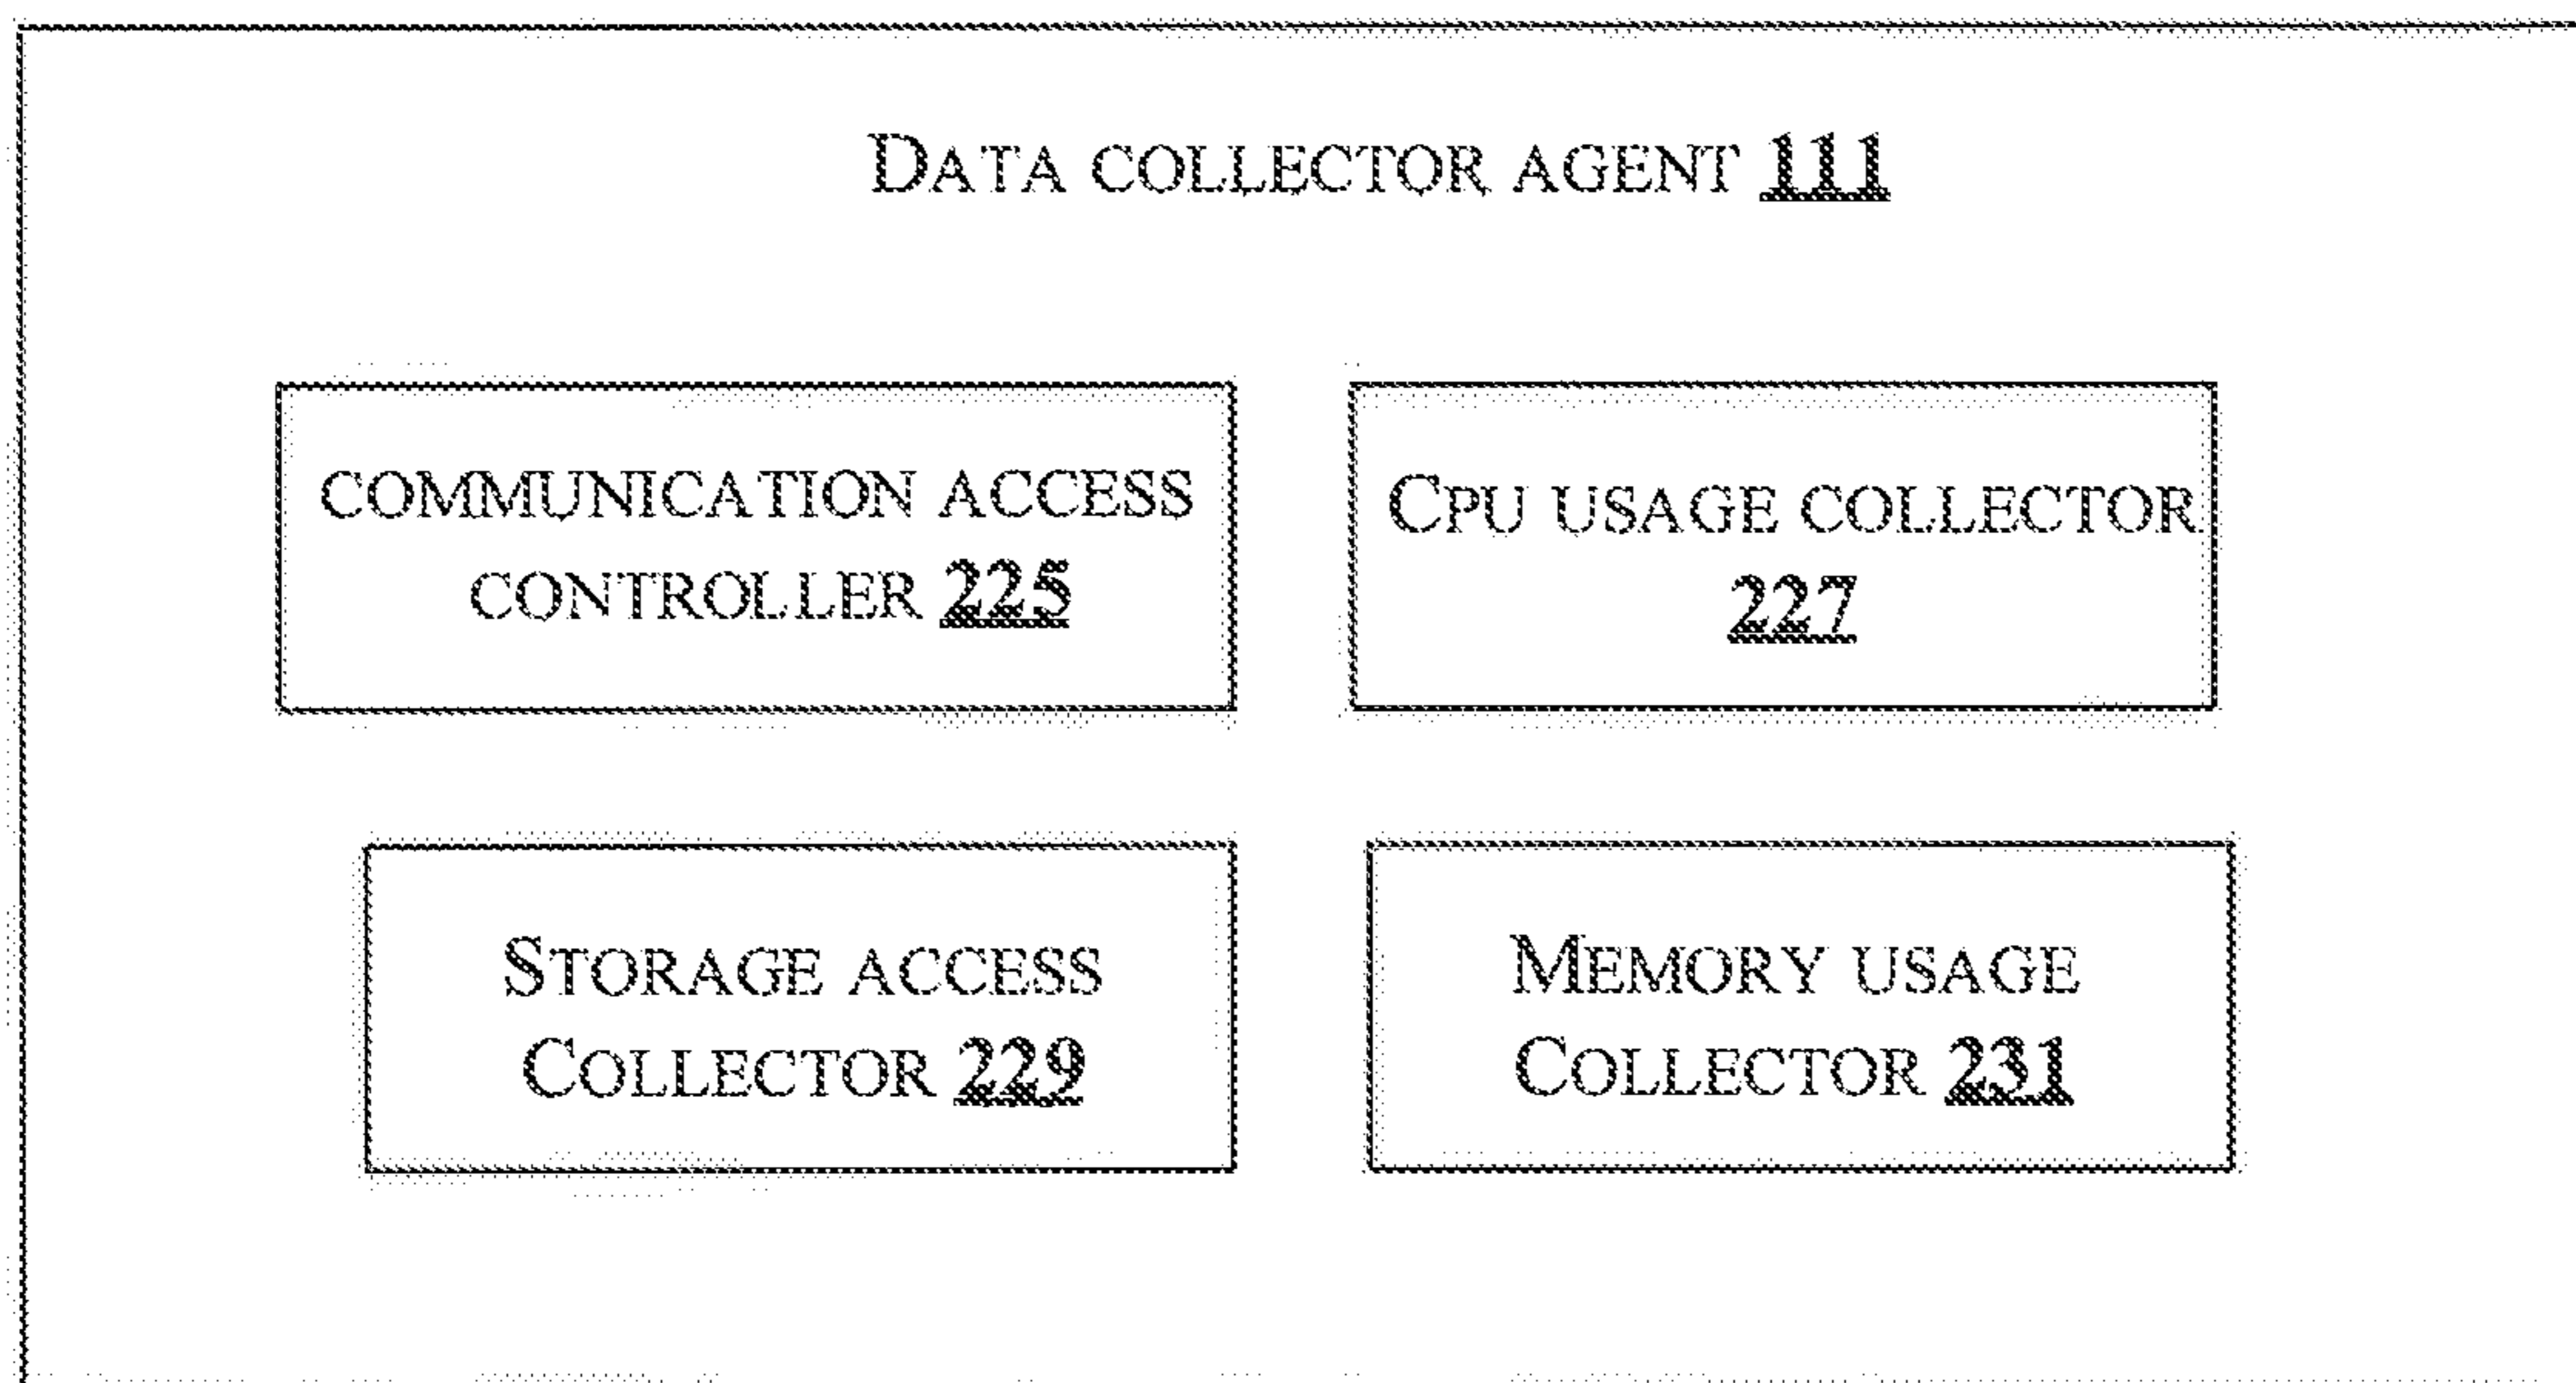 DATA COLLECTOR AGENT 111
COMMUNICATION ACCESS
CONTROLLER 225
CPU USAGE COLLECTOR
227
STORAGE ACCESS
COLLECTOR 229
MEMORY USAGE
COLLECTOR 231